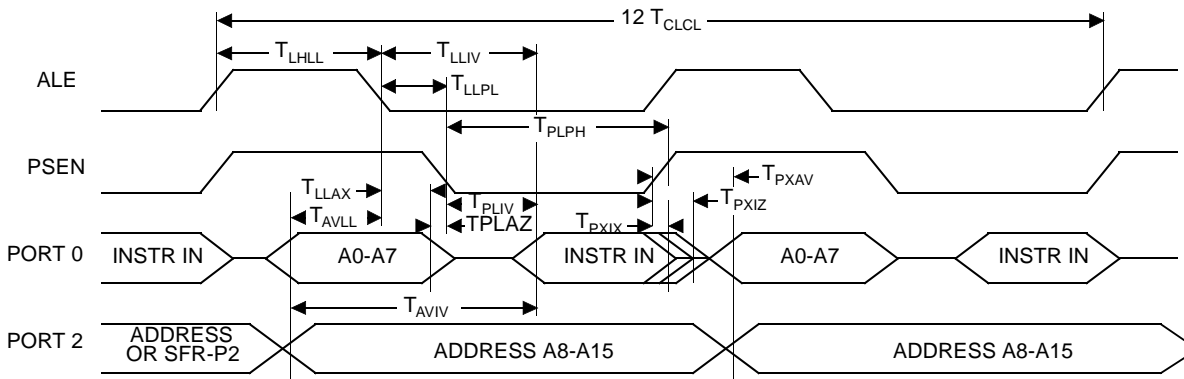 12 TCLCL
TLHLL TLLIV
ALE
TLLPL
TPLPH
PSEN
TLLAX TPXAV
TPLIV TPXIZ
TAVLL TPLAZ TPXIX
PORT 0 INSTR IN A0-A7 INSTR IN A0-A7 INSTR IN
TAVIV
PORT 2 ADDRESS OR SFR-P2 ADDRESS A8-A15 ADDRESS A8-A15